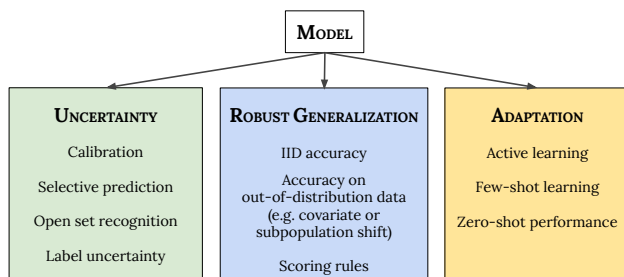 MODEL
UNCERTAINTY
Calibration
Selective prediction
Open set recognition
Label uncertainty
ROBUST GENERALIZATION
IID accuracy
Accuracy on
out-of-distribution data
(e.g. covariate or
subpopulation shift)
Scoring rules
ADAPTATION
Active learning
Few-shot learning
Zero-shot performance